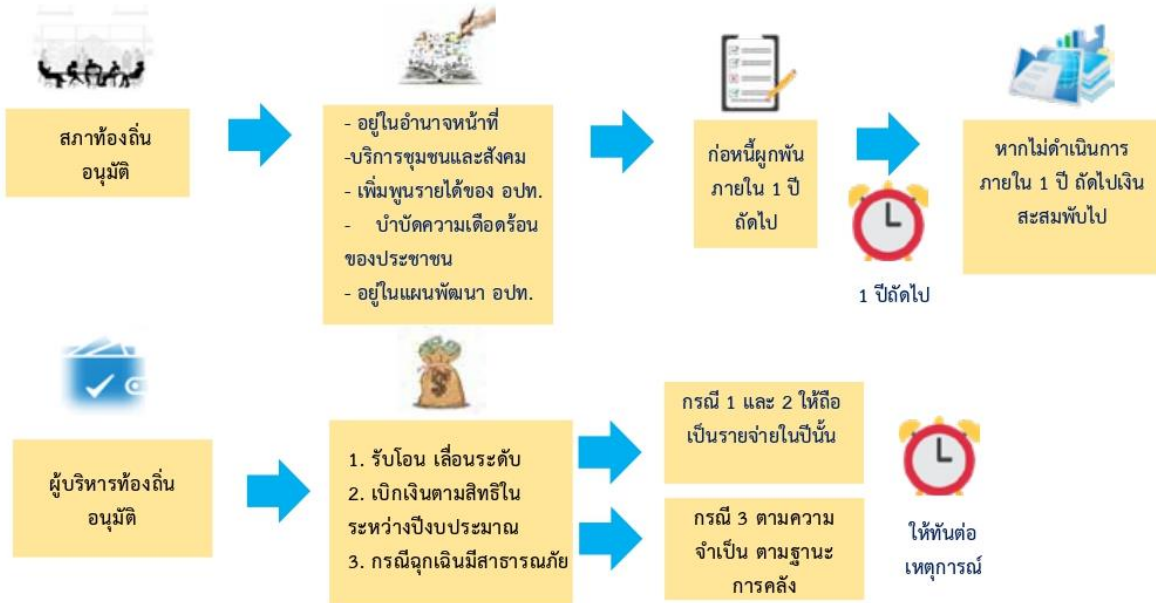 สภาท้องถิ่น
อนุมัติ
- อยู่ในอำนาจหน้าที่
-บริการชุมชนและสังคม
- เพิ่มพูนรายได้ของ อปท.
- บำบัดความเดือดร้อน
ของประชาชน
- อยู่ในแผนพัฒนา อปท.
ก่อหนี้ผูกพัน
ภายใน 1 ปี
ถัดไป
1 ปีถัดไป
หากไม่ดำเนินการ
ภายใน 1 ปี ถัดไปเงิน
สะสมพับไป
ผู้บริหารท้องถิ่น
อนุมัติ
1. รับโอน เลื่อนระดับ
2. เบิกเงินตามสิทธิใน
ระหว่างปีงบประมาณ
3. กรณีฉุกเฉินมีสาธารณภัย
กรณี 1 และ 2 ให้ถือ
เป็นรายจ่ายในปีนั้น
กรณี 3 ตามความ
จำเป็น ตามฐานะ
การคลัง
ให้ทันต่อ
เหตุการณ์